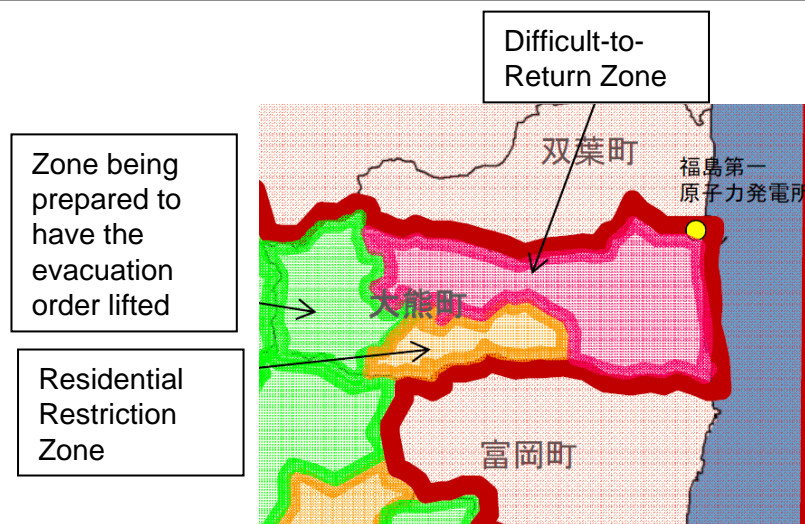 Difficult-to-
Return Zone
Zone being
prepared to
have the
evacuation
order lifted
双葉町
福島第一
原子力発電所
大熊町
Residential
Restriction
Zone
富岡町